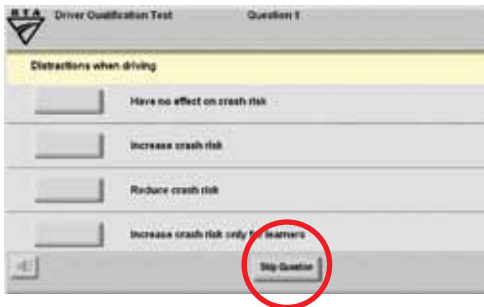 RTA Driver Qualification Test Question 1
Distractions when driving
Have no effect on crash risk
Increase crash risk
Reduce crash risk
Increase crash risk only for learners
Skip Question